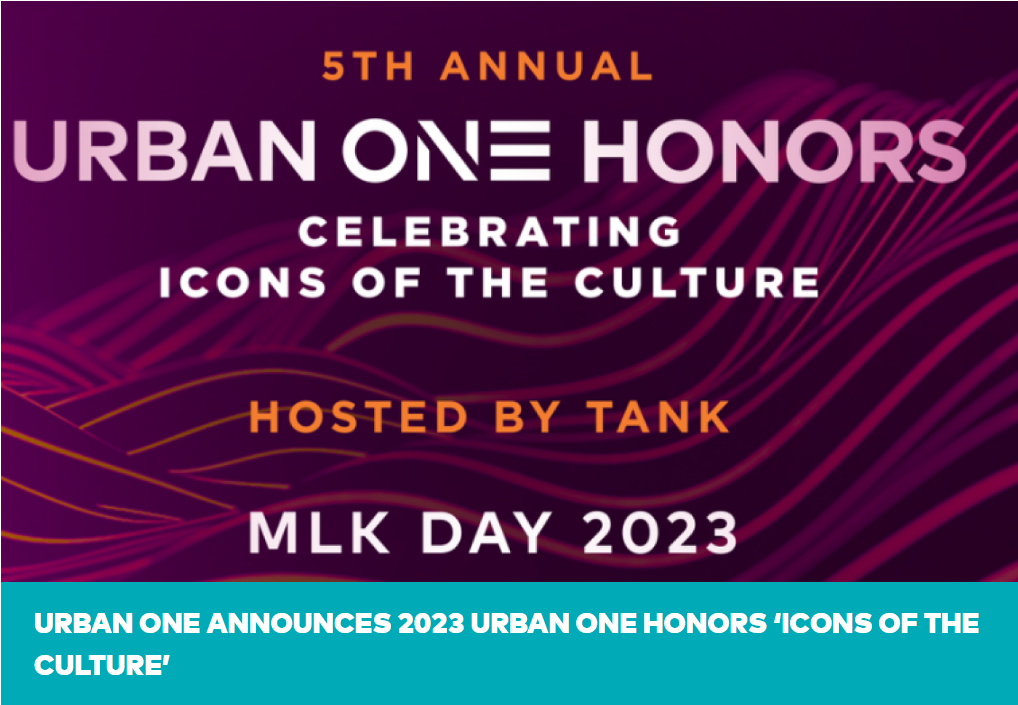 5TH ANNUAL
URBAN ONE HONORS
CELEBRATING
ICONS OF THE CULTURE
HOSTED BY TANK
MLK DAY 2023
URBAN ONE ANNOUNCES 2023 URBAN ONE HONORS ‘ICONS OF THE
CULTURE’